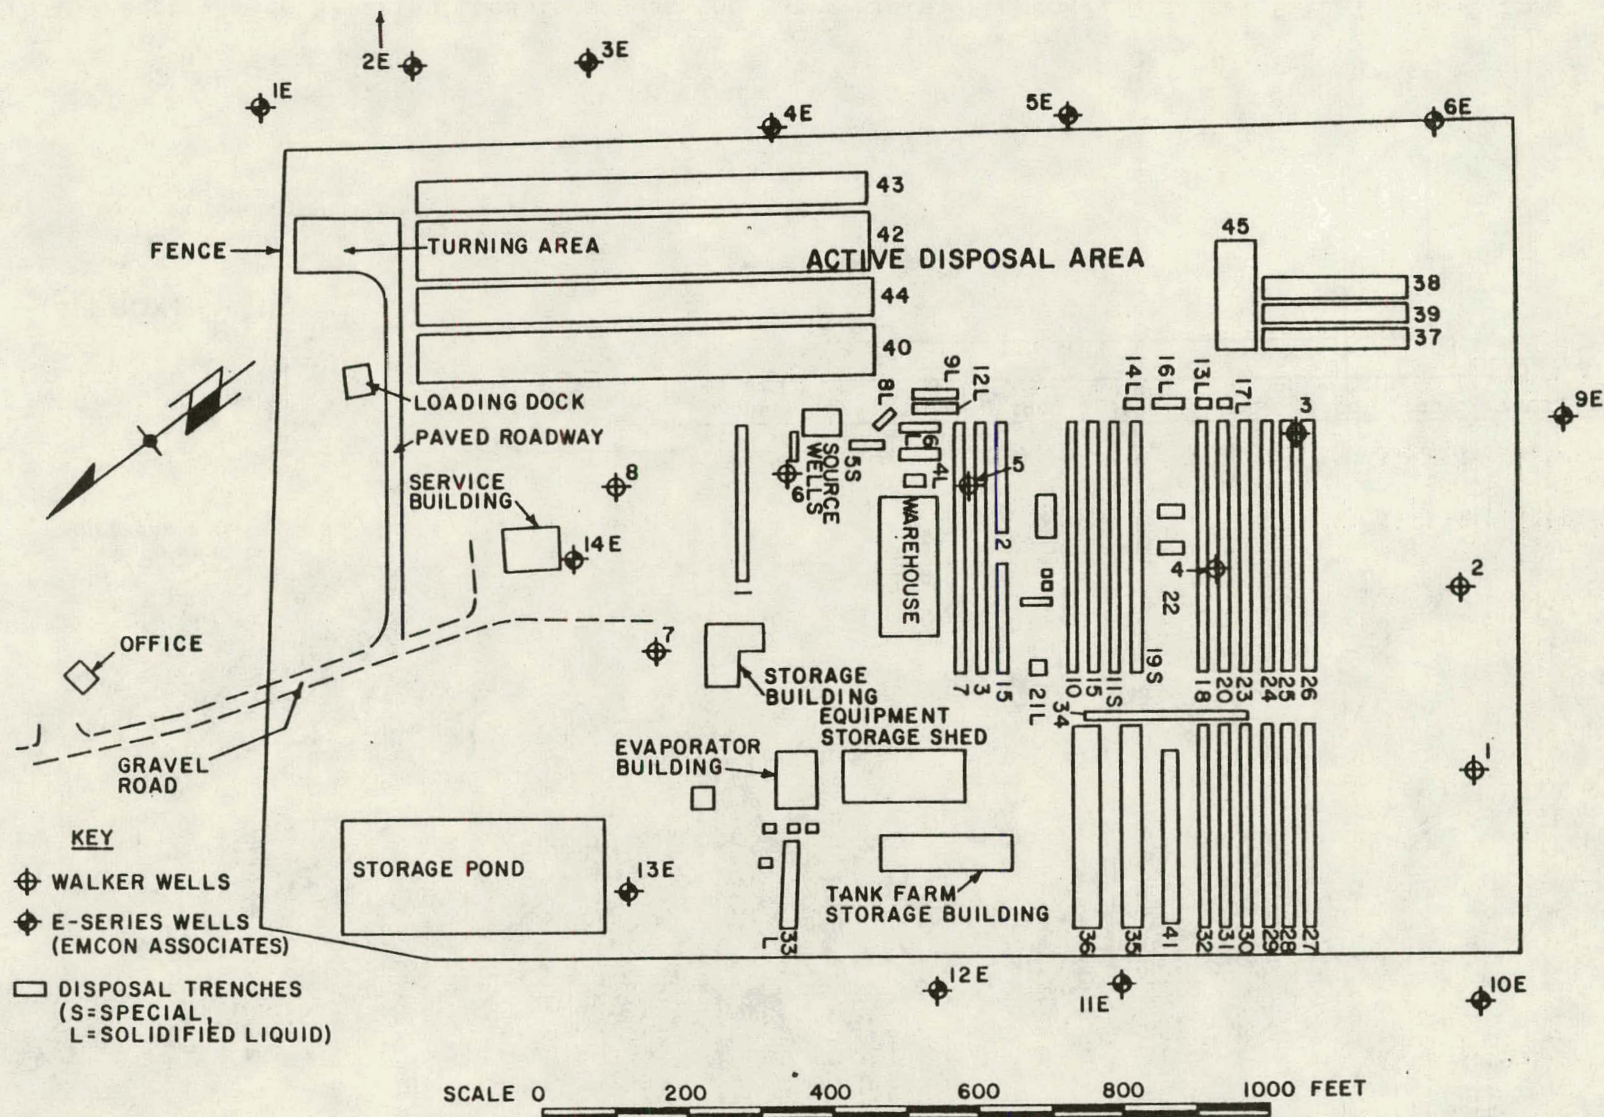 2E
3E
1E
4E
5E
6E
43
FENCE
TURNING AREA
42
ACTIVE DISPOSAL AREA
45
44
38
39
37
40
LOADING DOCK
8L
9L
12L
14L
16L
13L
17L
3
9E
PAVED ROADWAY
SERVICE
BUILDING
8
6
SOURCE
WELLS
5S
6L
4L
5
14E
1
WAREHOUSE
2
4
22
2
OFFICE
7
STORAGE
BUILDING
7
3
15
21L
10
15
11S
19S
18
20
23
24
25
26
34
EQUIPMENT
STORAGE SHED
EVAPORATOR
BUILDING
GRAVEL
ROAD
1
KEY
WALKER WELLS
E-SERIES WELLS
(EMCON ASSOCIATES)
DISPOSAL TRENCHES
(S=SPECIAL,
L=SOLIDIFIED LIQUID)
STORAGE POND
13E
33
L
TANK FARM
STORAGE BUILDING
36
35
41
32
31
30
29
28
27
12E
11E
10E
SCALE 0 200 400 600 800 1000 FEET